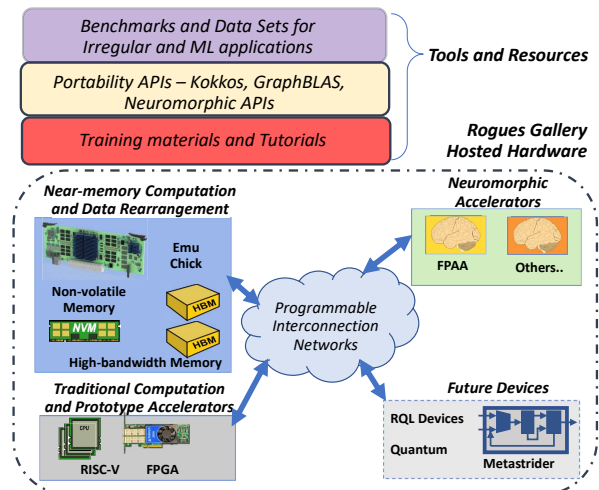 Benchmarks and Data Sets for
Irregular and ML applications
Tools and Resources
Portability APIs – Kokkos, GraphBLAS,
Neuromorphic APIs
Training materials and Tutorials
Rogues Gallery
Hosted Hardware
Near-memory Computation
and Data Rearrangement
Emu
Chick
Non-volatile
Memory
NVM
HBM
HBM
High-bandwidth Memory
Neuromorphic
Accelerators
FPAA
Others..
Programmable
Interconnection
Networks
Traditional Computation
and Prototype Accelerators
CPU
RISC-V
FPGA
Future Devices
RQL Devices
Quantum
Metastrider